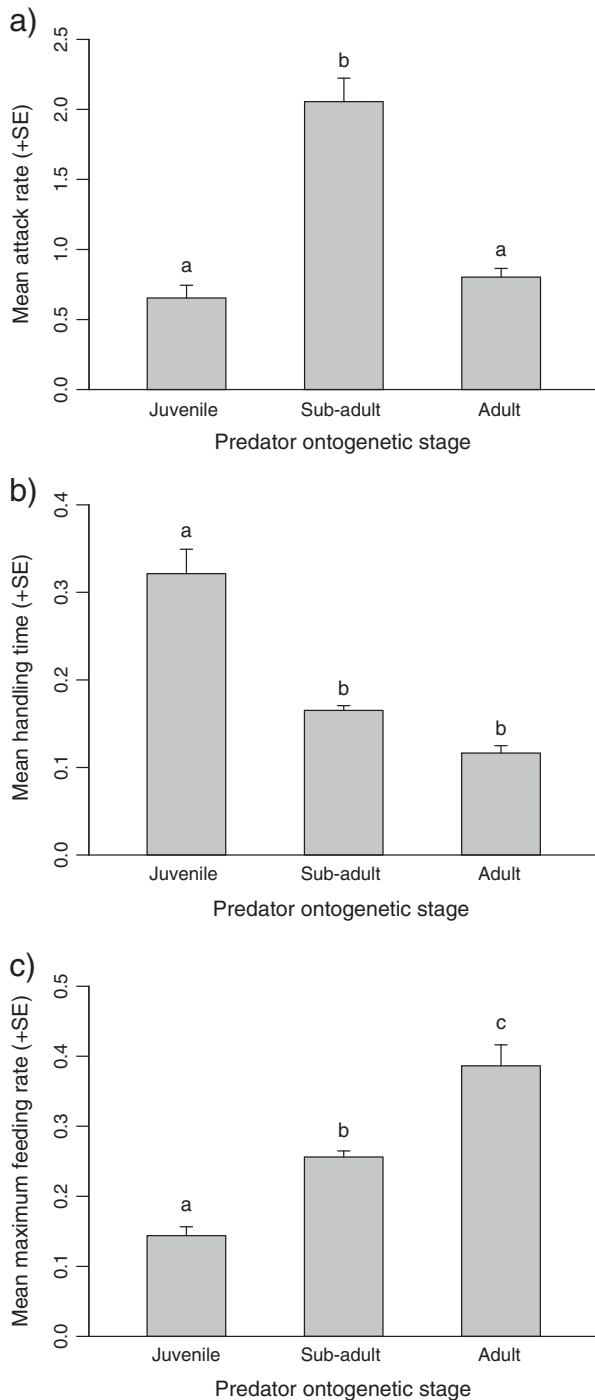 a)
Mean attack rate (+SE)
2.5
2.0
1.5
1.0
0.5
0.0
a
b
a
Juvenile
Sub-adult
Adult
Predator ontogenetic stage
b)
Mean handling time (+SE)
0.4
0.3
0.2
0.1
0.0
a
b
b
Juvenile
Sub-adult
Adult
Predator ontogenetic stage
c)
Mean maximum feeding rate (+SE)
0.5
0.4
0.3
0.2
0.1
0.0
a
b
c
Juvenile
Sub-adult
Adult
Predator ontogenetic stage